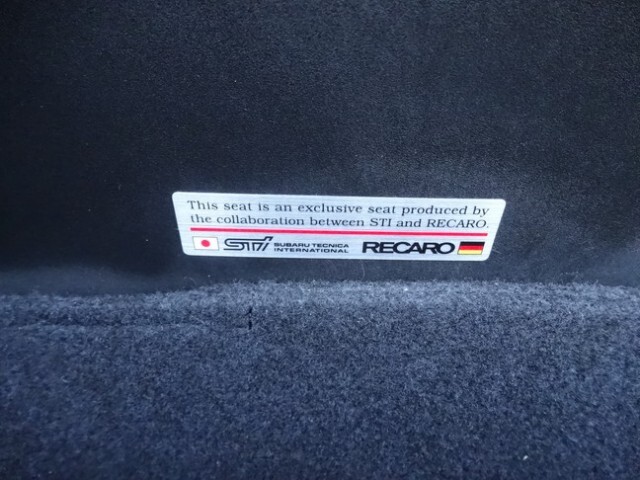 This seat is an exclusive seat produced by
the collaboration between STI and RECARO.
STI SUBARU TECNICA
INTERNATIONAL RECARO